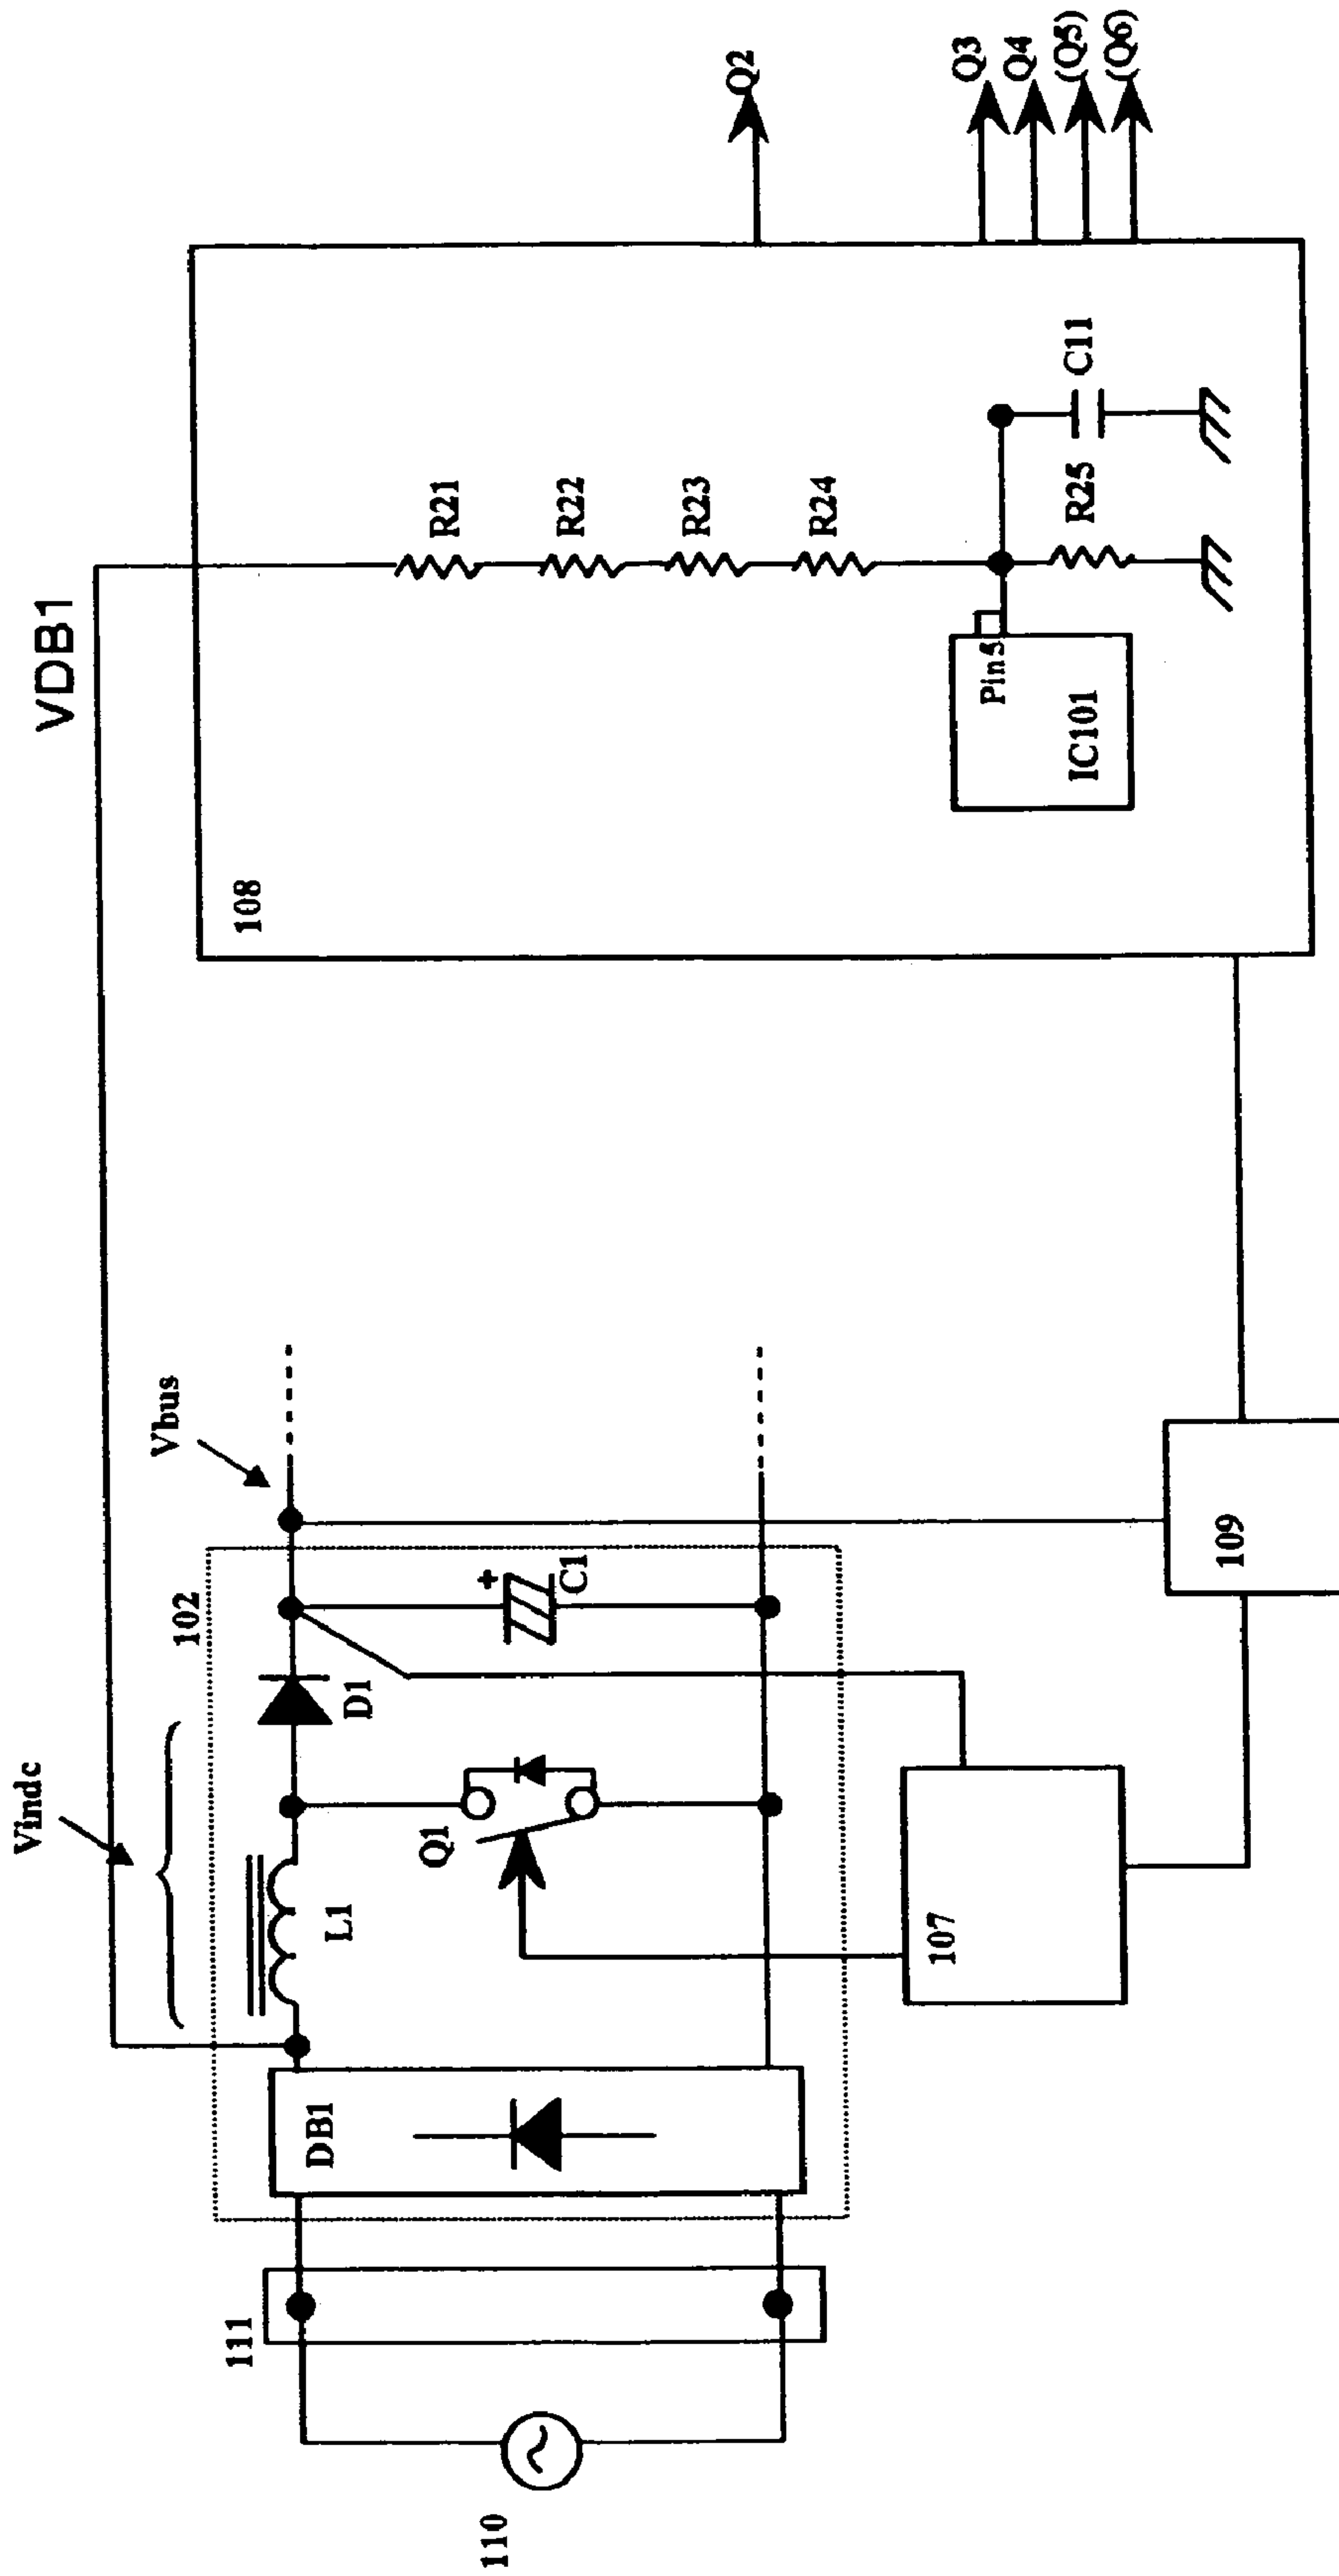 VDB1
Vindc
Vbus
102
108
111
110
DB1
L1
D1
Q1
C1
+
107
109
R21
R22
R23
R24
R25
C11
Pin5
IC101
Q2
Q3
Q4
(Q5)
(Q6)